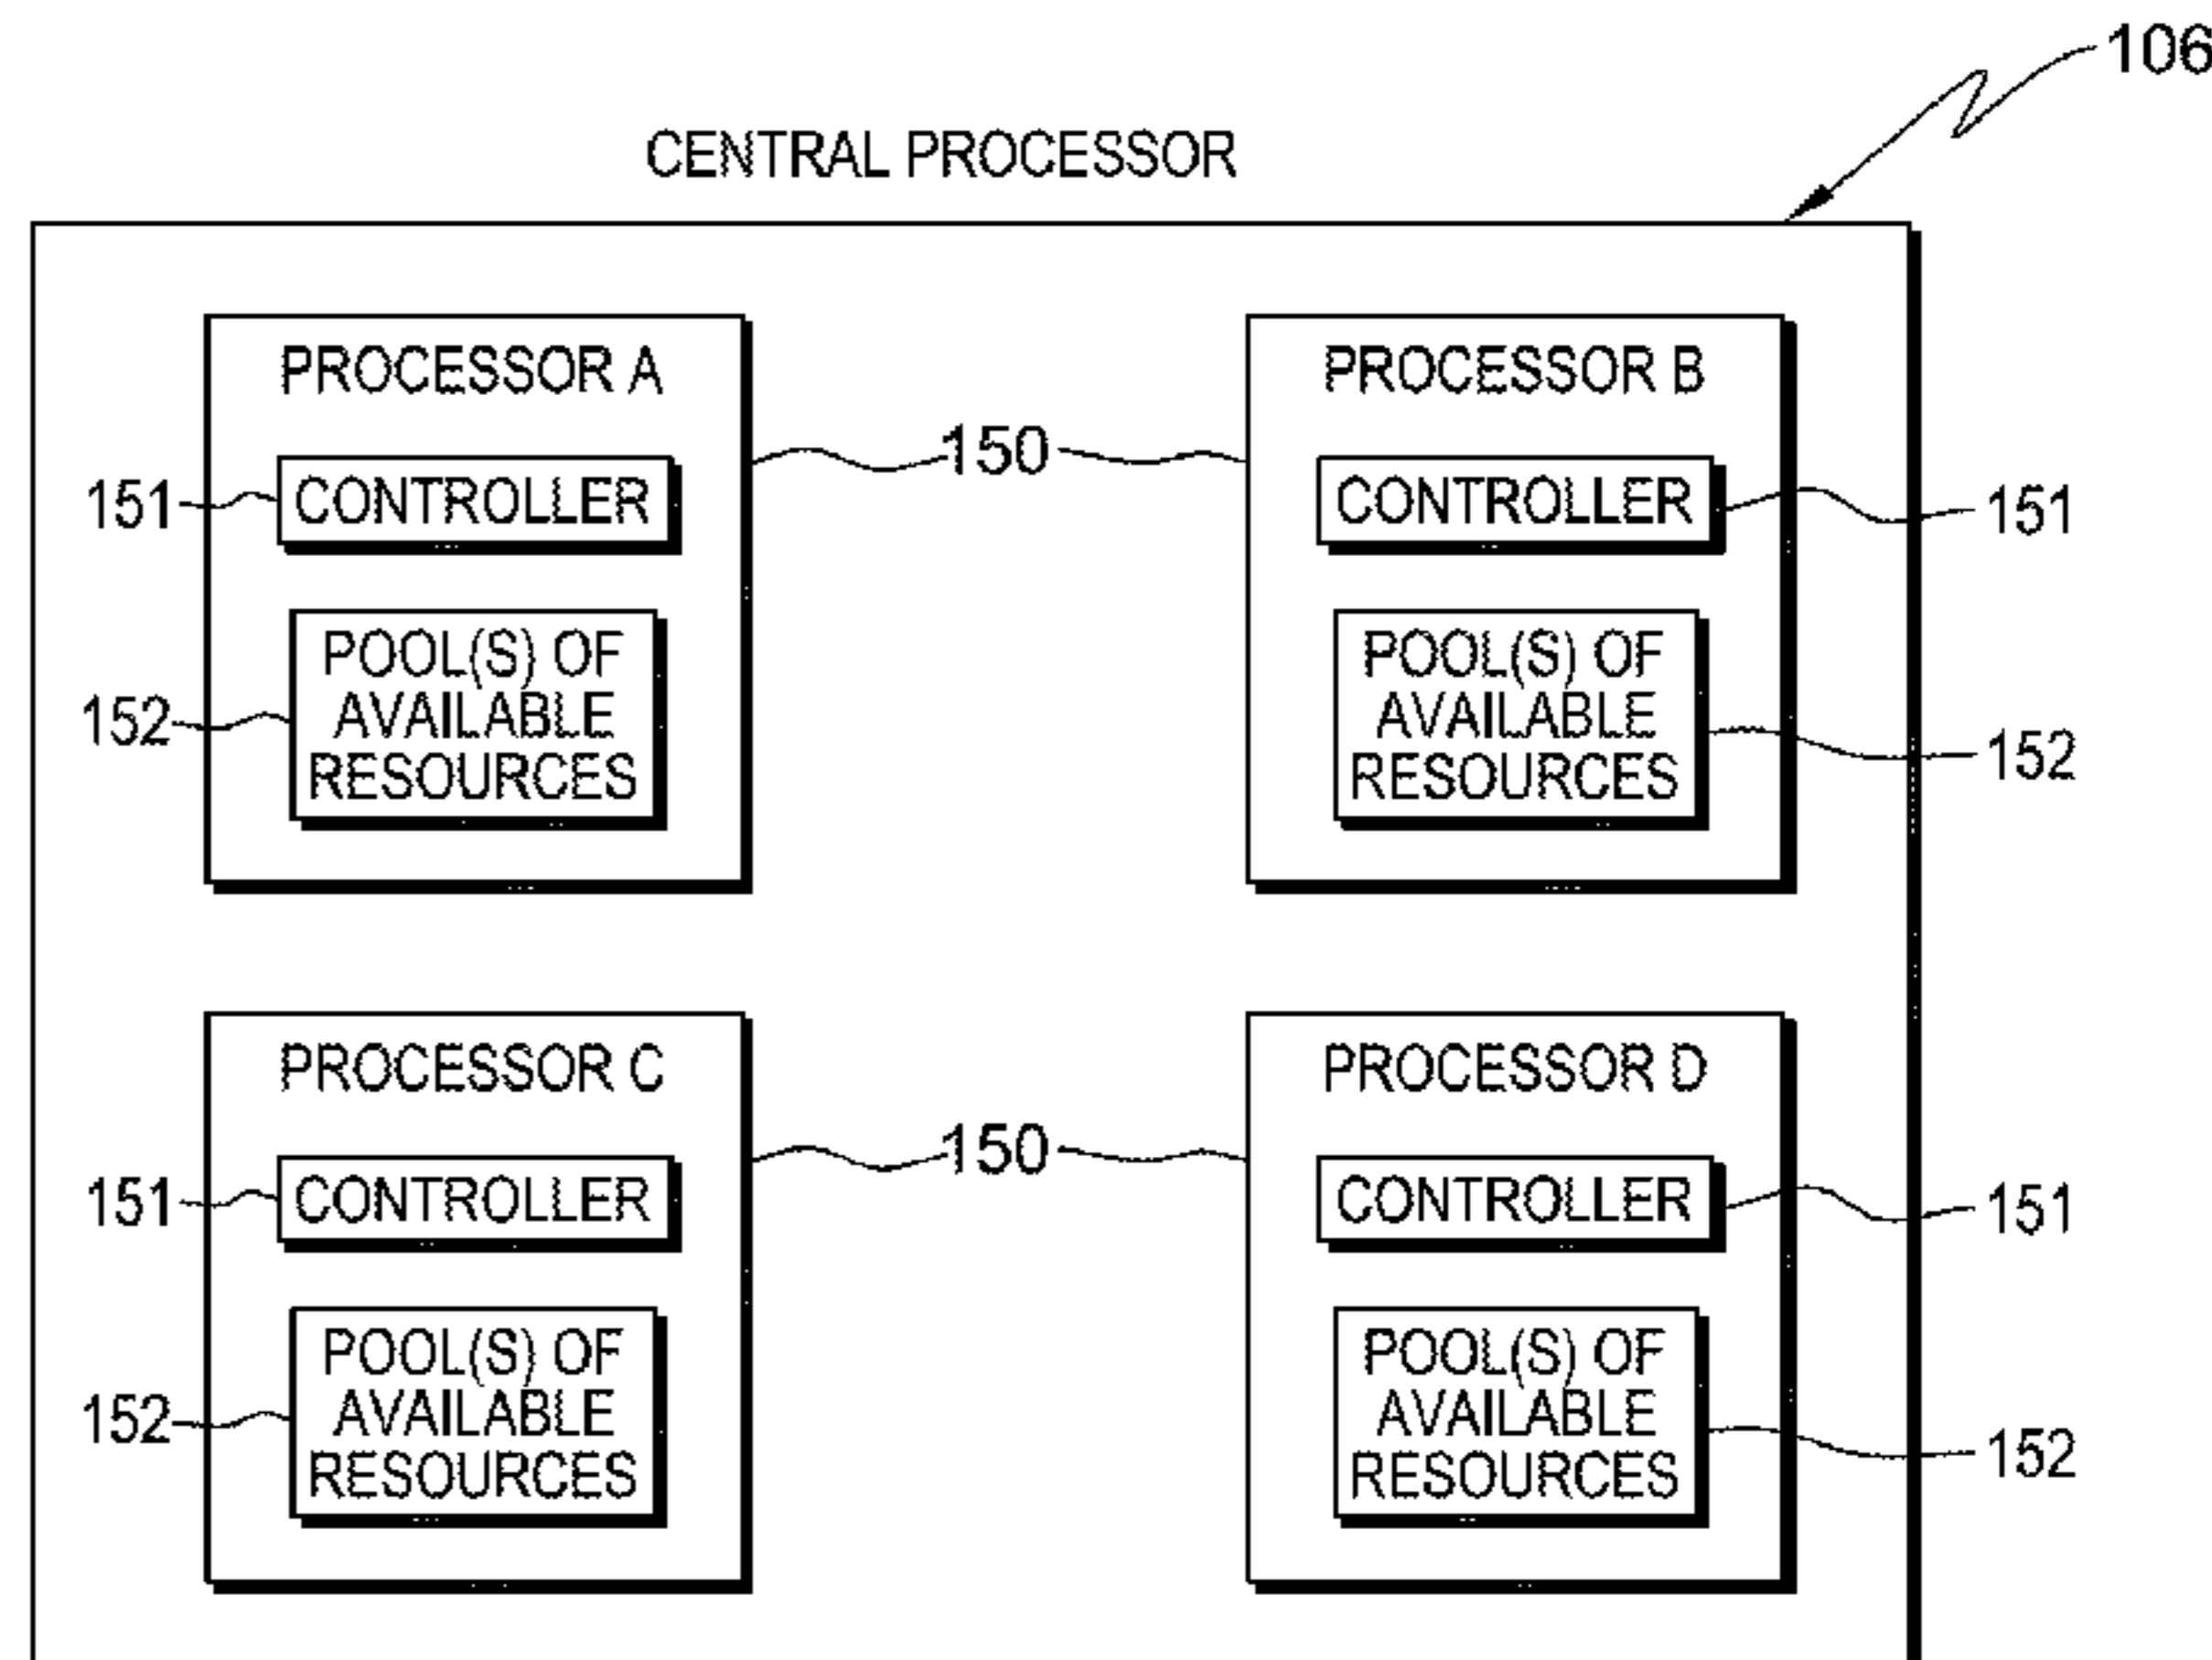 106
CENTRAL PROCESSOR
PROCESSOR A
PROCESSOR B
150
151
CONTROLLER
CONTROLLER
151
POOL(S) OF
AVAILABLE
RESOURCES
152
POOL(S) OF
AVAILABLE
RESOURCES
152
PROCESSOR C
PROCESSOR D
150
151
CONTROLLER
CONTROLLER
151
POOL(S) OF
AVAILABLE
RESOURCES
152
POOL(S) OF
AVAILABLE
RESOURCES
152